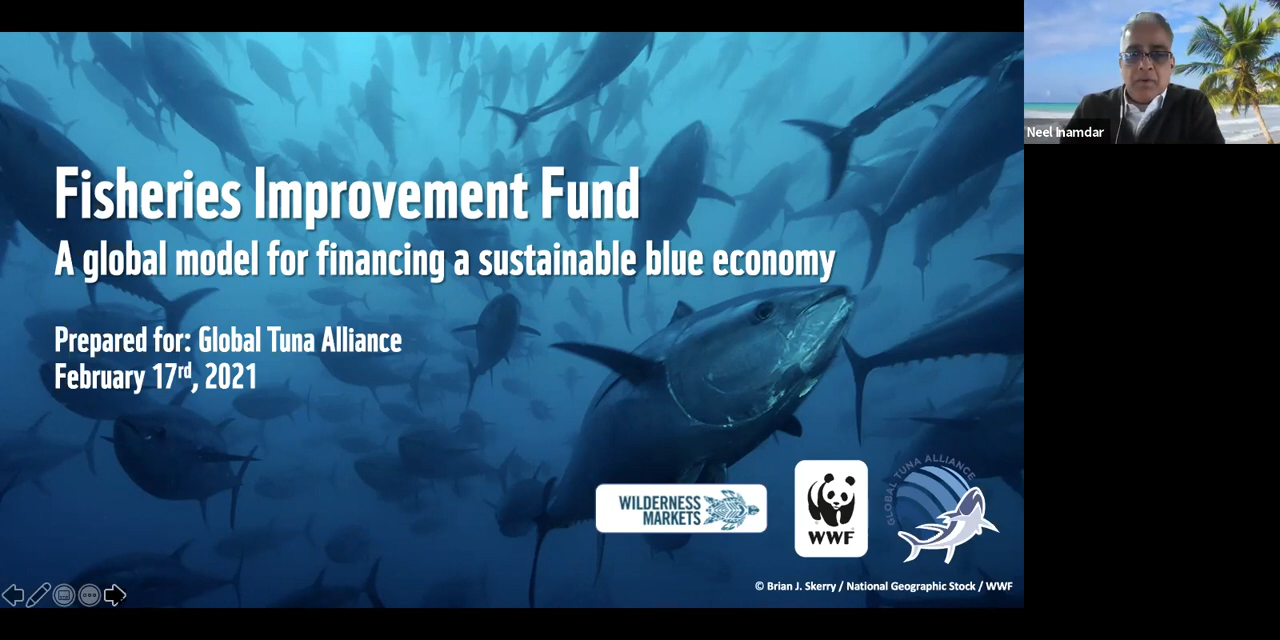 Neel Inamdar
Fisheries Improvement Fund
A global model for financing a sustainable blue economy
Prepared for: Global Tuna Alliance
February 17rd, 2021
GLOBAL TUNA ALLIANCE
WILDERNESS
MARKETS
WWF
© Brian J. Skerry / National Geographic Stock / WWF